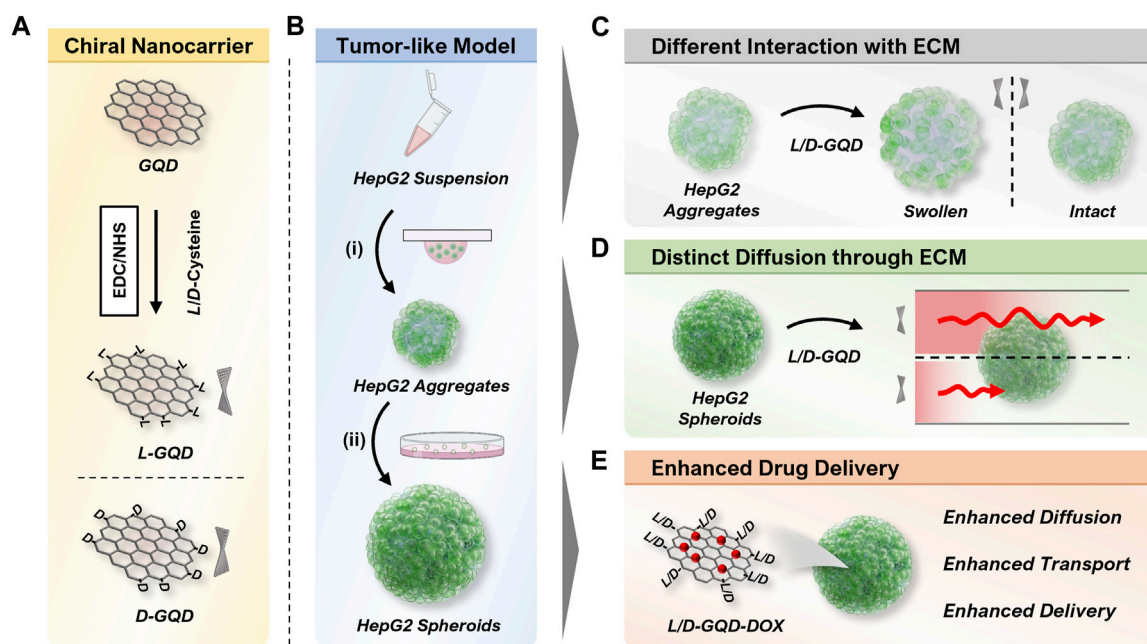 A
Chiral Nanocarrier
GQD
EDC/NHS
L/D-Cysteine
L
L
L
L
L
L
L
L
L-GQD
D
D
D
D
D
D
D
D
D-GQD
B
Tumor-like Model
HepG2 Suspension
(i)
HepG2 Aggregates
(ii)
HepG2 Spheroids
C
Different Interaction with ECM
L/D-GQD
HepG2
Aggregates
Swollen
Intact
D
Distinct Diffusion through ECM
L/D-GQD
HepG2
Spheroids
E
Enhanced Drug Delivery
L/D
L/D
L/D-
L/D-
L/D-
-L/D
-L/D
L/D
L/D-GQD-DOX
Enhanced Diffusion
Enhanced Transport
Enhanced Delivery